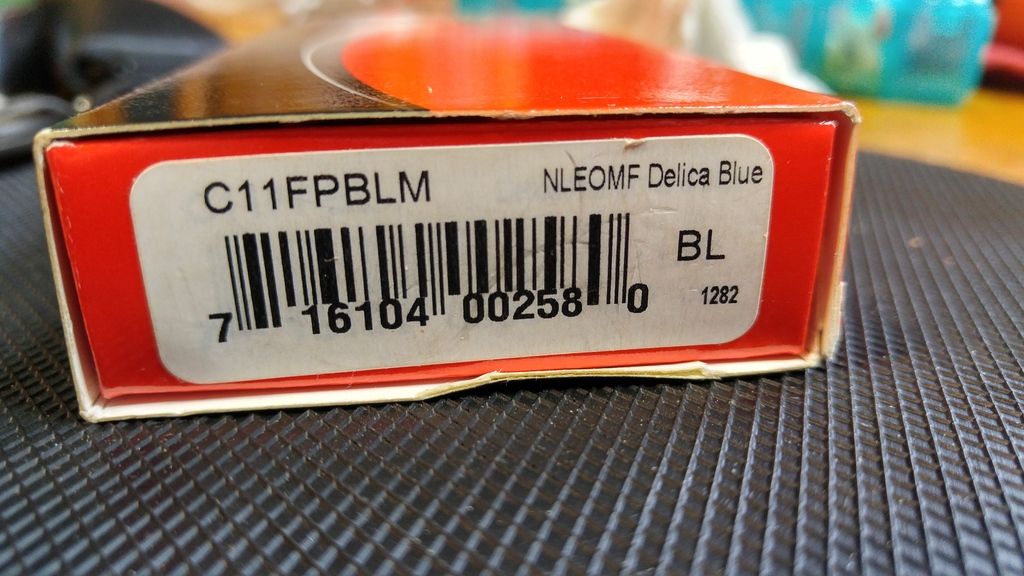 C11FPBLM
NLEOMF Delica Blue
BL
7 16104 00258 0
1282